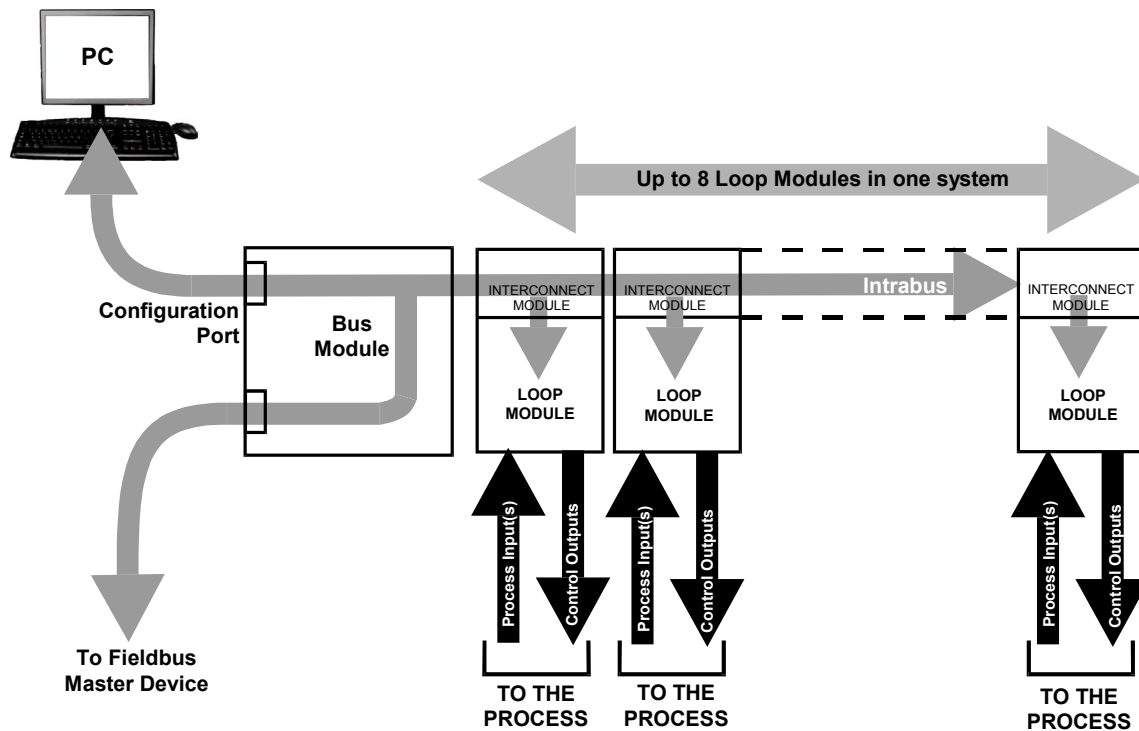 PC
Up to 8 Loop Modules in one system
Configuration
Port
Bus
Module
INTERCONNECT
MODULE
INTERCONNECT
MODULE
Intrabus
INTERCONNECT
MODULE
LOOP
MODULE
LOOP
MODULE
LOOP
MODULE
Process Input(s)
Control Outputs
Process Input(s)
Control Outputs
Process Input(s)
Control Outputs
To Fieldbus
Master Device
TO THE
PROCESS
TO THE
PROCESS
TO THE
PROCESS